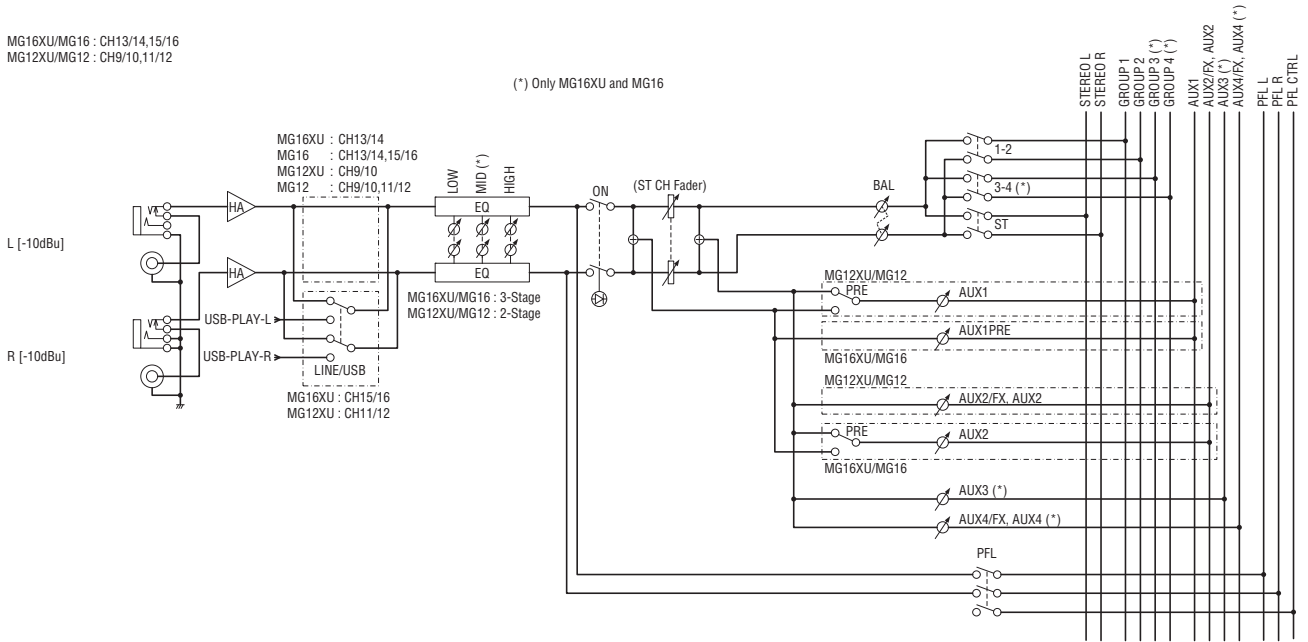 MG16XU/MG16 : CH13/14,15/16
MG12XU/MG12 : CH9/10,11/12
(*) Only MG16XU and MG16
STEREO L
STEREO R
GROUP 1
GROUP 2
GROUP 3 (*)
GROUP 4 (*)
AUX1
AUX2/FX, AUX2
AUX3 (*)
AUX4/FX, AUX4 (*)
PFL L
PFL R
PFL CTRL
MG16XU : CH13/14
MG16 : CH13/14,15/16
MG12XU : CH9/10
MG12 : CH9/10,11/12
LOW
MID (*)
HIGH
ON
(ST CH Fader)
BAL
1-2
3-4 (*)
ST
HA
EQ
L [-10dBu]
HA
EQ
MG16XU/MG16 : 3-Stage
MG12XU/MG12 : 2-Stage
USB-PLAY-L
USB-PLAY-R
LINE/USB
R [-10dBu]
MG16XU : CH15/16
MG12XU : CH11/12
MG12XU/MG12
PRE
AUX1
AUX1PRE
MG16XU/MG16
MG12XU/MG12
AUX2/FX, AUX2
PRE
AUX2
MG16XU/MG16
AUX3 (*)
AUX4/FX, AUX4 (*)
PFL